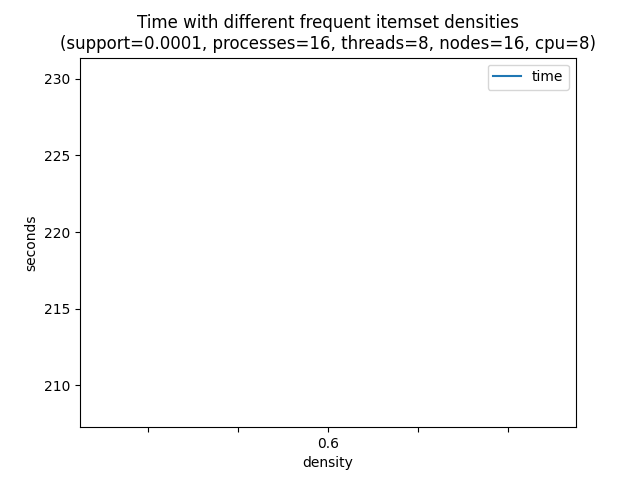 Time with different frequent itemset densities
(support=0.0001, processes=16, threads=8, nodes=16, cpu=8)
time
230
225
220
215
210
seconds
0.6
density